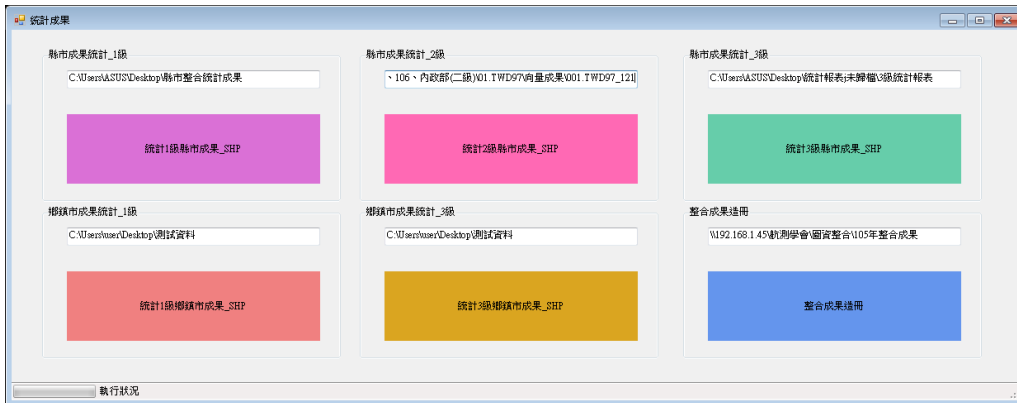 統計成果
縣市成果統計_1級
縣市成果統計_2級
縣市成果統計_3級
C:\Users\ASUS\Desktop\縣市整合統計成果
、106、內政部(二級)\01.TWD97\向量成果\001.TWD97_121
C:\Users\ASUS\Desktop\統計報表j未歸檔\3級統計報表
統計1級縣市成果_SHP
統計2級縣市成果_SHP
統計3級縣市成果_SHP
鄉鎮市成果統計_1級
鄉鎮市成果統計_3級
整合成果造冊
C:\Users\user\Desktop\測試資料
C:\Users\user\Desktop\測試資料
\\192.168.1.45\航測學會\圖資整合\105年整合成果
統計1級鄉鎮市成果_SHP
統計3級鄉鎮市成果_SHP
整合成果造冊
執行狀況